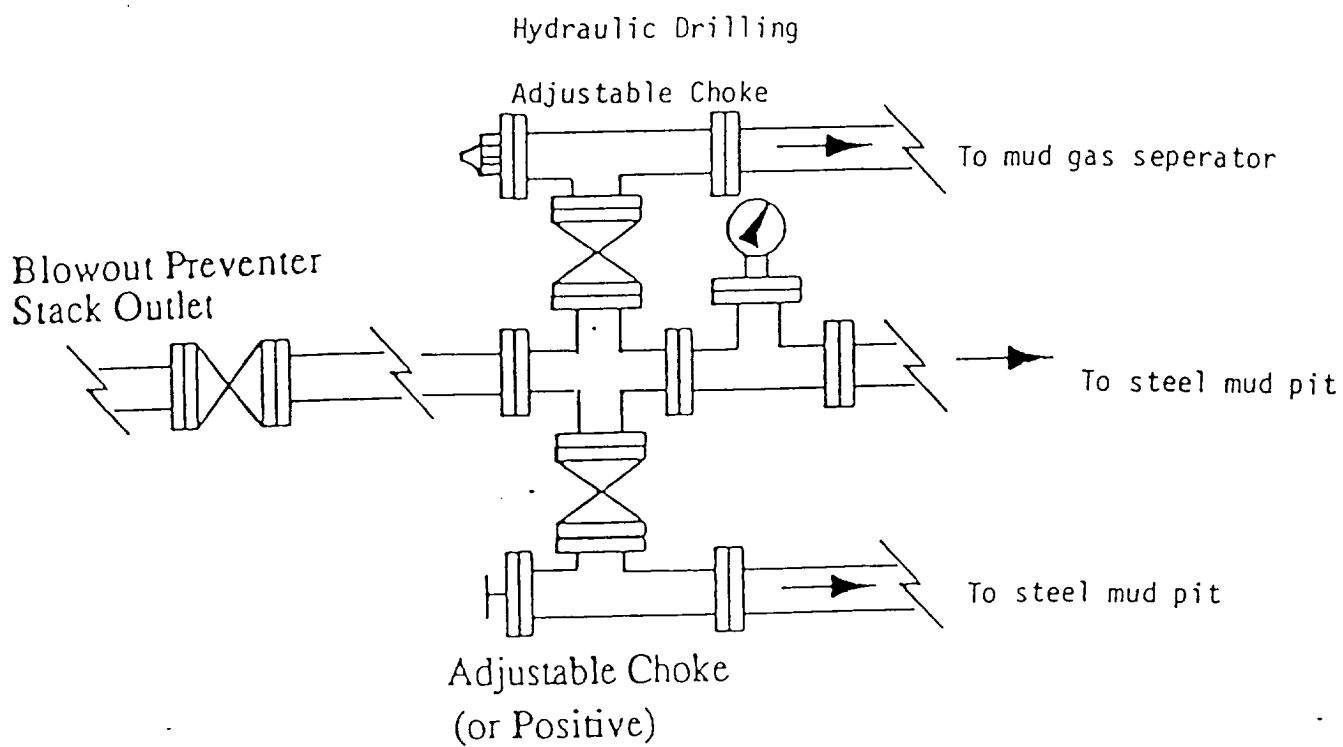 Hydraulic Drilling
Adjustable Choke
To mud gas seperator
Blowout Preventer
Stack Outlet
To steel mud pit
To steel mud pit
Adjustable Choke
(or Positive)